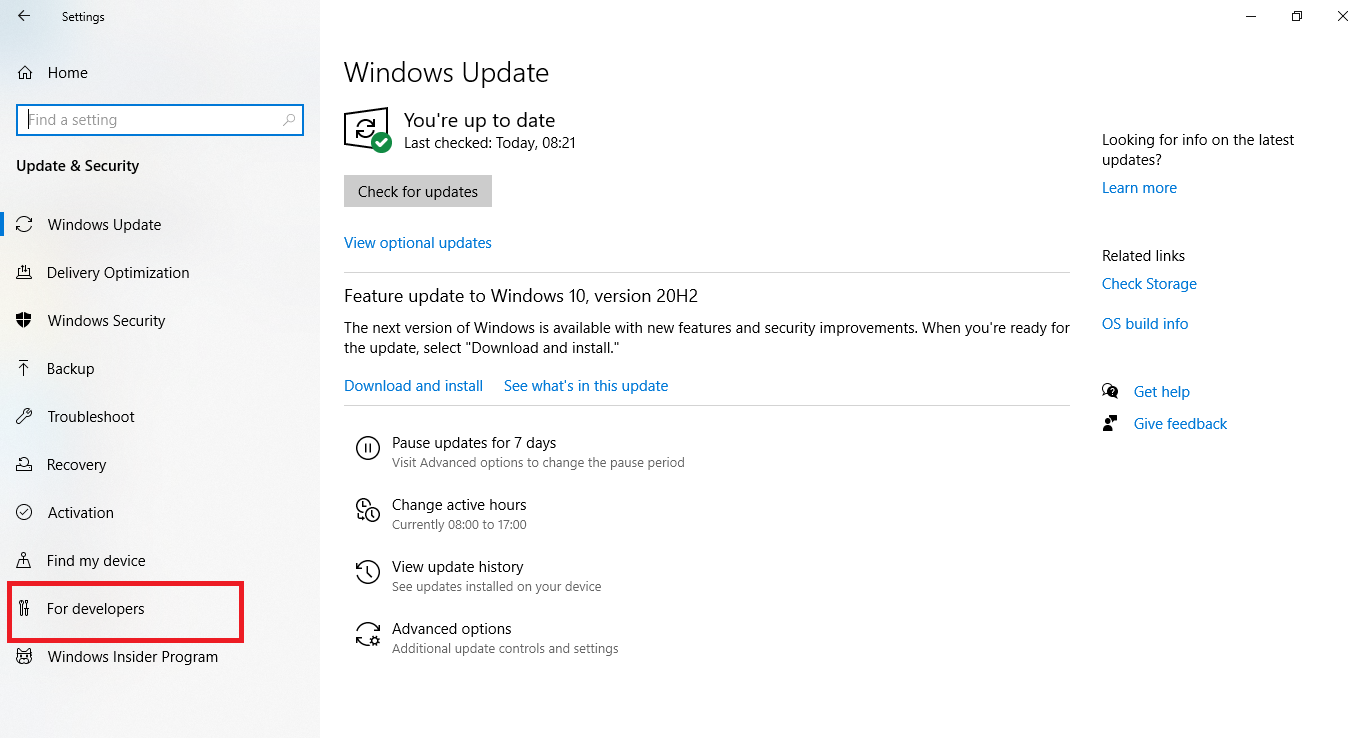 Settings
Home
Find a setting
Update & Security
Windows Update
Delivery Optimization
Windows Security
Backup
Troubleshoot
Recovery
Activation
Find my device
For developers
Windows Insider Program
Windows Update
You're up to date
Last checked: Today, 08:21
Check for updates
View optional updates
Feature update to Windows 10, version 20H2
The next version of Windows is available with new features and security improvements. When you're ready for
the update, select "Download and install."
Download and install See what's in this update
Pause updates for 7 days
Visit Advanced options to change the pause period
Change active hours
Currently 08:00 to 17:00
View update history
See updates installed on your device
Advanced options
Additional update controls and settings
Looking for info on the latest
updates?
Learn more
Related links
Check Storage
OS build info
Get help
Give feedback